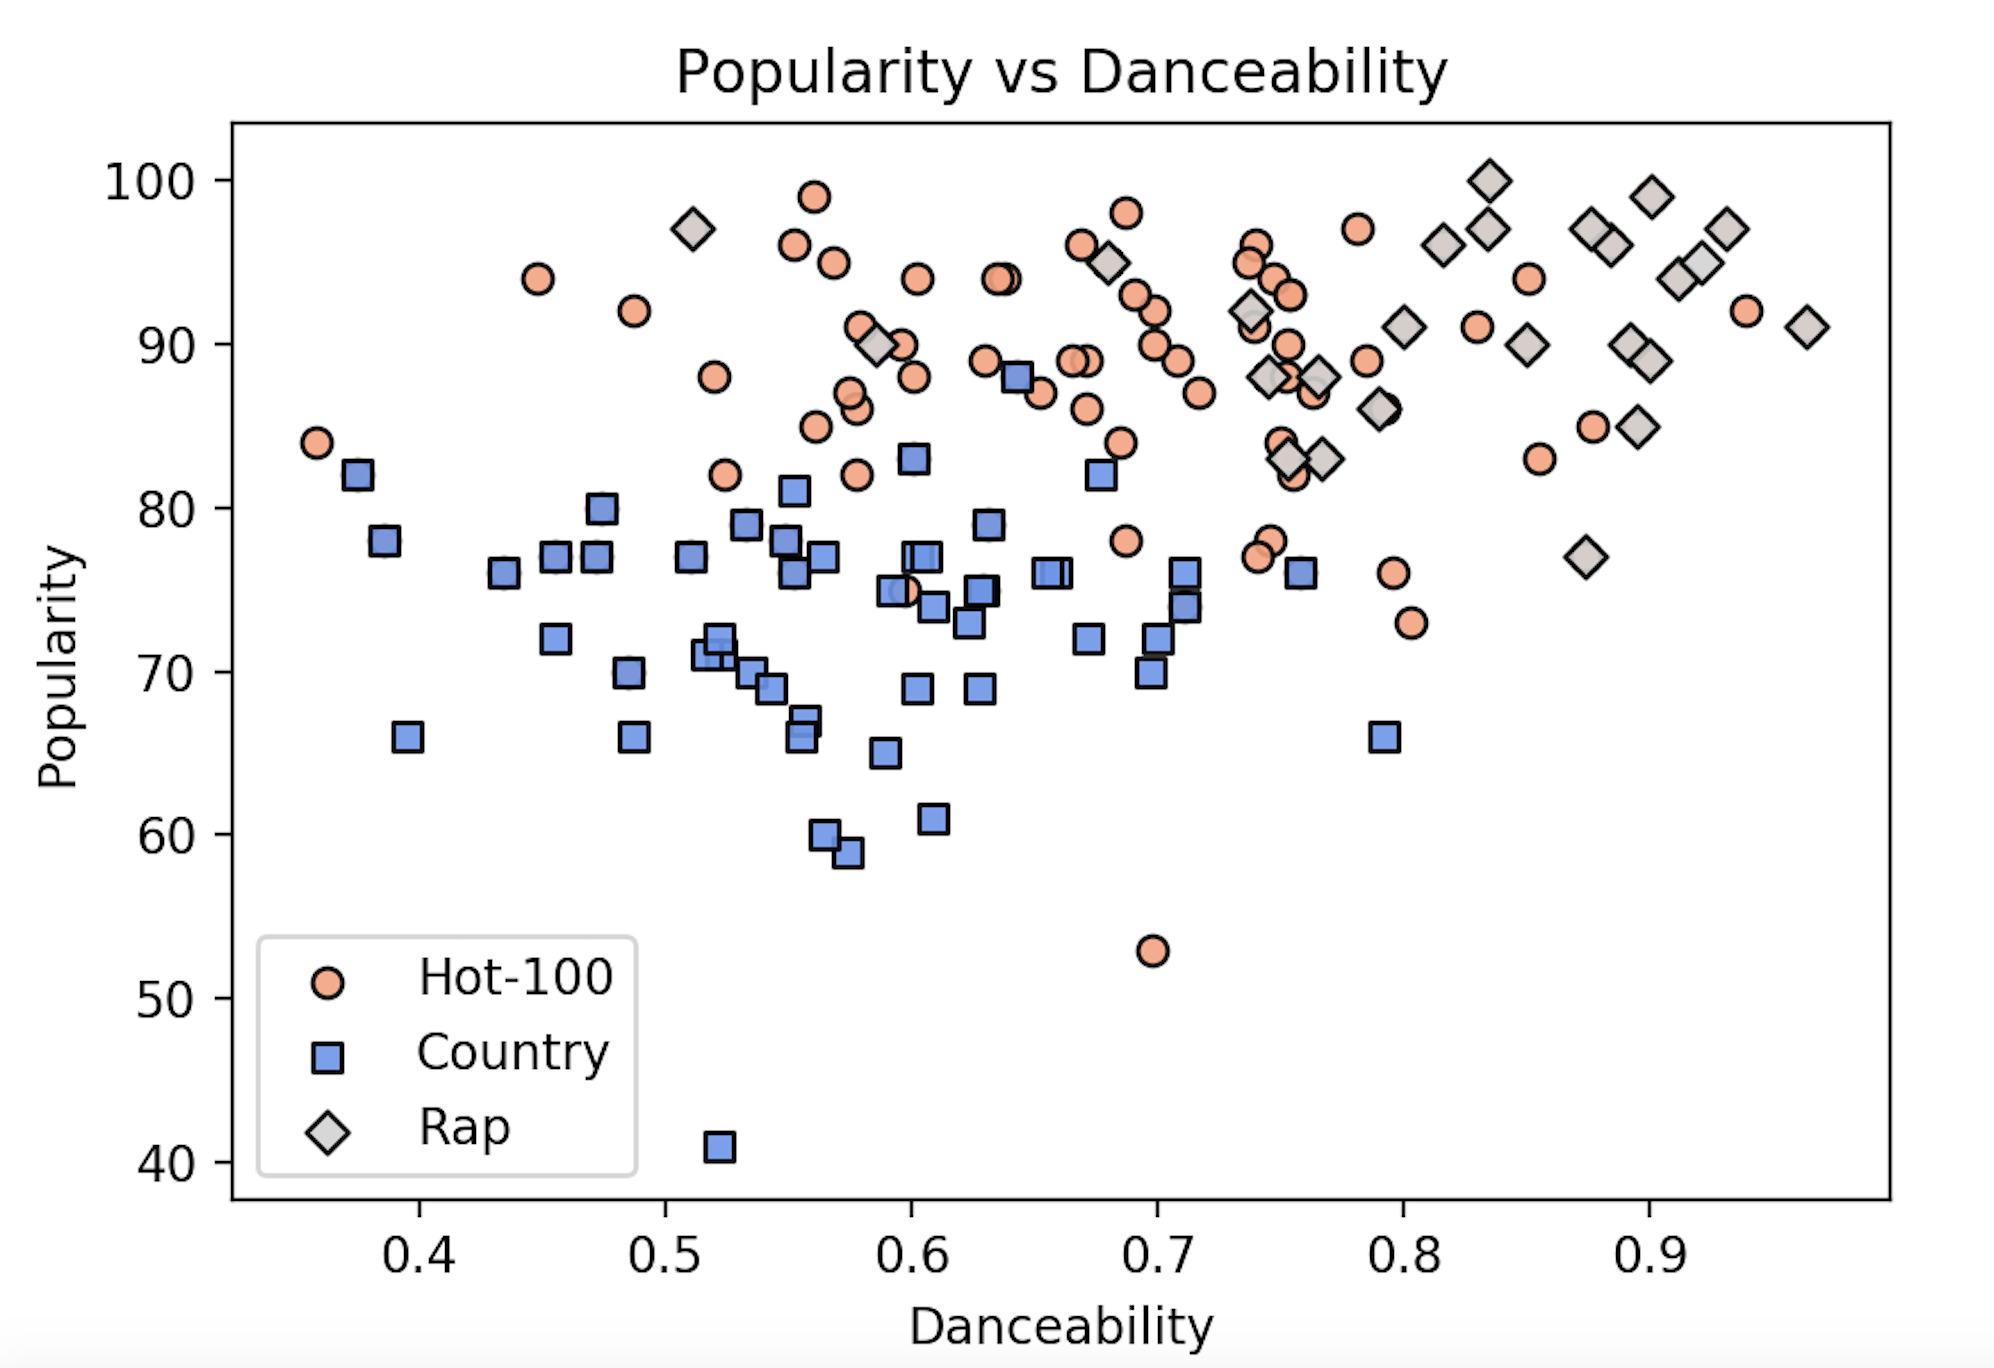 Popularity vs Danceability
100
90
80
70
60
50
40
Popularity
Hot-100
Country
Rap
0.4 0.5 0.6 0.7 0.8 0.9
Danceability